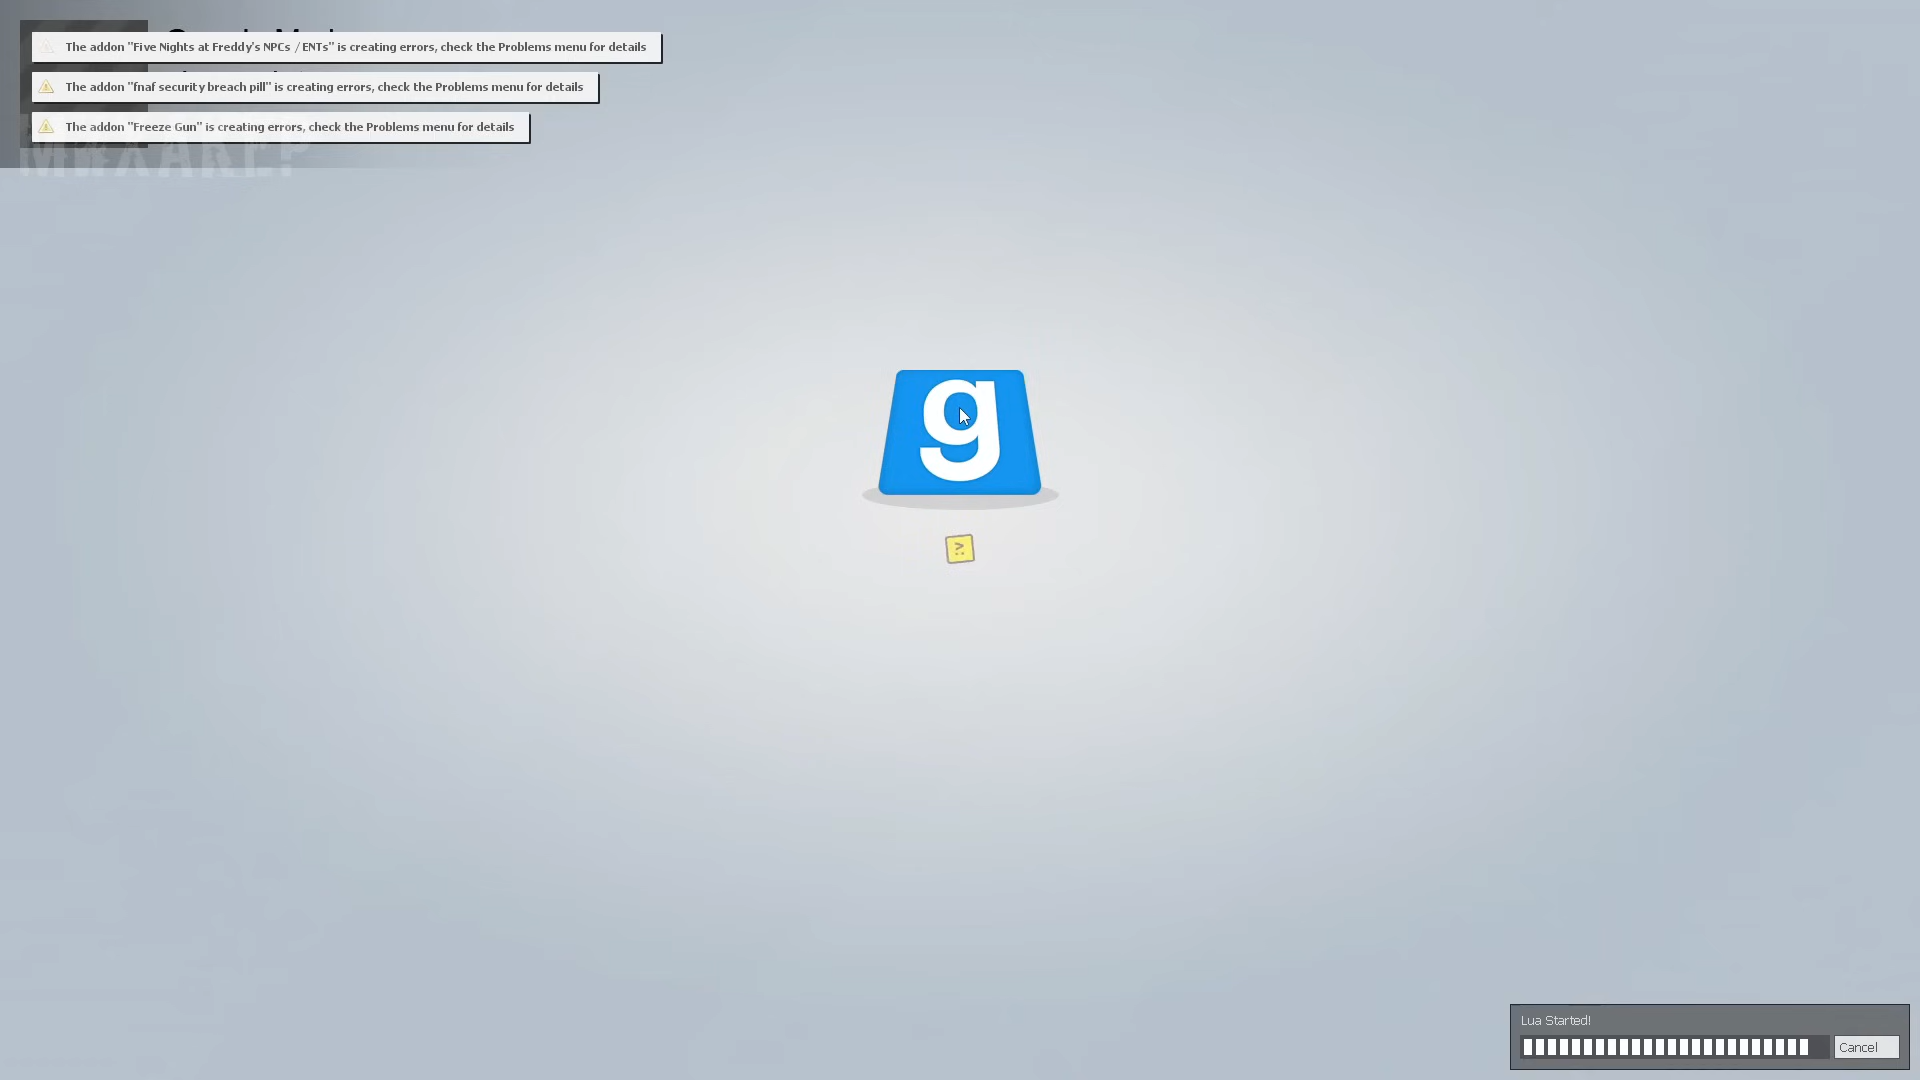 The addon "Five Nights at Freddy's NPCs / ENTs" is creating errors, check the Problems menu for details
The addon "fnaf security breach pill" is creating errors, check the Problems menu for details
The addon "Freeze Gun" is creating errors, check the Problems menu for details
g
Lua Started!
Cancel